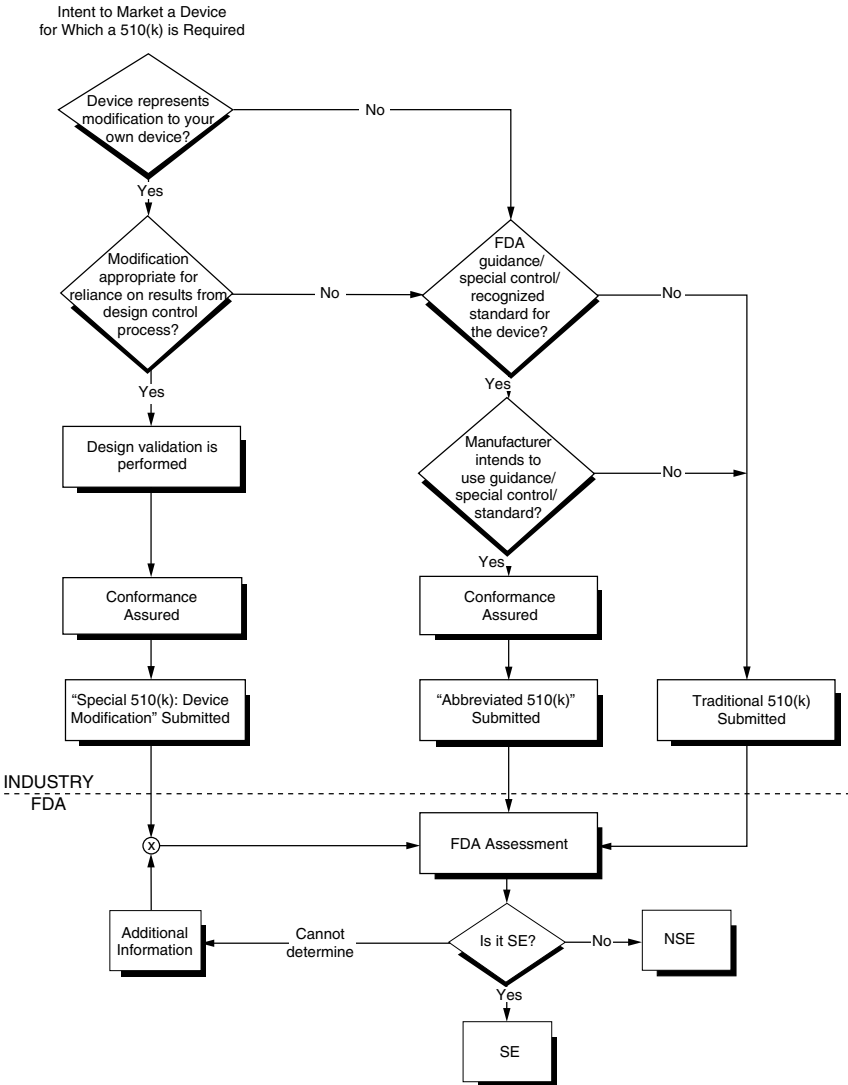 Intent to Market a Device
for Which a 510(k) is Required
Device represents
modification to your
own device?
No
Yes
Modification
appropriate for
reliance on results from
design control
process?
No
FDA
guidance/
special control/
recognized
standard for
the device?
No
Yes
Yes
Design validation is
performed
Manufacturer
intends to
use guidance/
special control/
standard?
No
Yes
Conformance
Assured
Conformance
Assured
“Special 510(k): Device
Modification” Submitted
“Abbreviated 510(k)”
Submitted
Traditional 510(k)
Submitted
INDUSTRY
FDA
x
FDA Assessment
Additional
Information
Cannot
determine
Is it SE?
No
NSE
Yes
SE